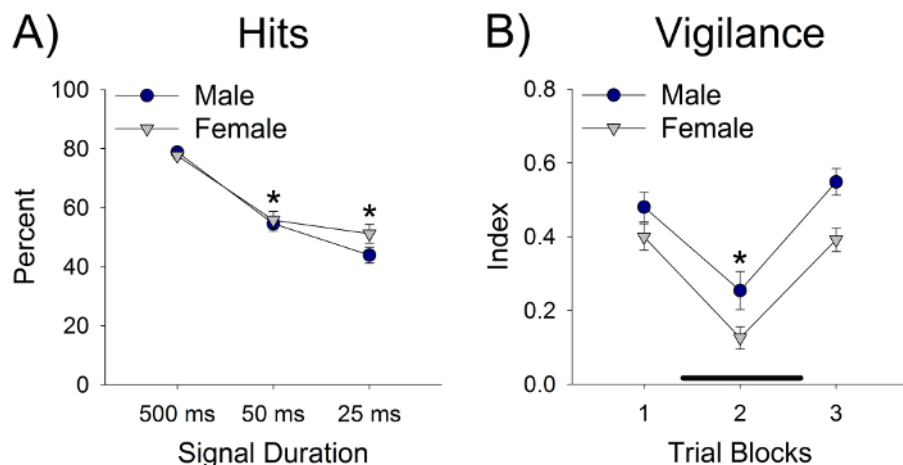 A) Hits
Male
Female
100
80
60
40
20
0
Percent
*
*
500 ms 50 ms 25 ms
Signal Duration
B) Vigilance
Male
Female
0.8
0.6
0.4
0.2
0.0
Index
*
1 2 3
Trial Blocks